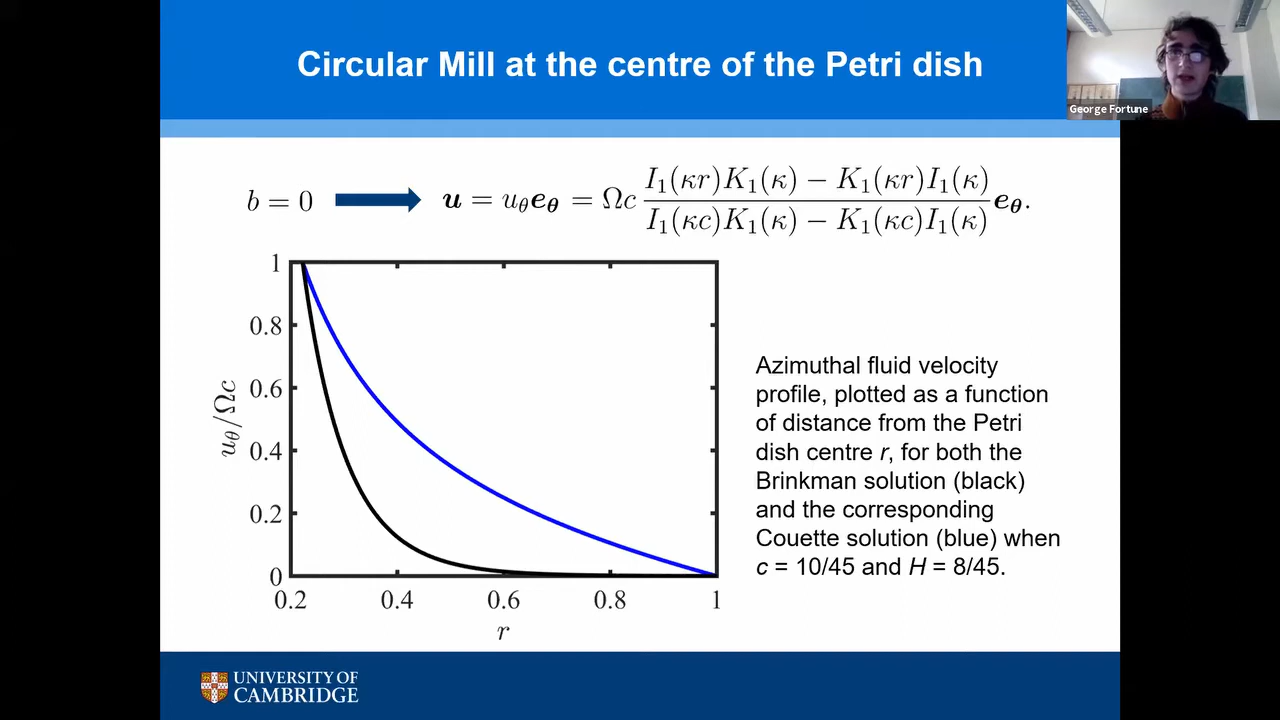 Circular Mill at the centre of the Petri dish
George Fortune
b = 0 𝒖 = u_θ𝒆_θ = Ωc (I₁(κr)K₁(κ) − K₁(κr)I₁(κ)) / (I₁(κc)K₁(κ) − K₁(κc)I₁(κ)) 𝒆_θ.
1
0.8
0.6
0.4
0.2
0
u_θ/Ωc
0.2 0.4 0.6 0.8 1
r
Azimuthal fluid velocity
profile, plotted as a function
of distance from the Petri
dish centre r, for both the
Brinkman solution (black)
and the corresponding
Couette solution (blue) when
c = 10/45 and H = 8/45.
UNIVERSITY OF
CAMBRIDGE